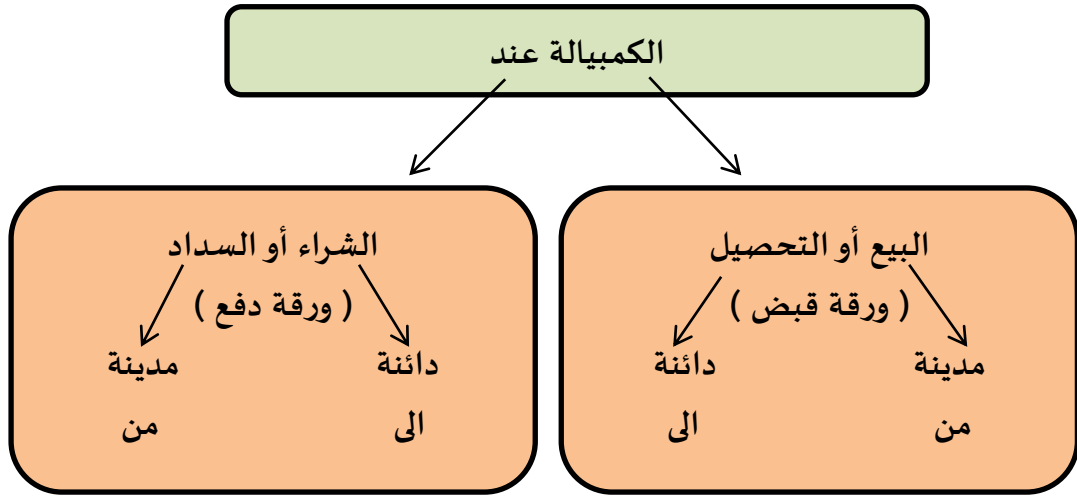 الكمبيالة عند
البيع أو التحصيل
( ورقة قبض )
مدينة
دائنة
من
الى
الشراء أو السداد
( ورقة دفع )
دائنة
مدينة
الى
من